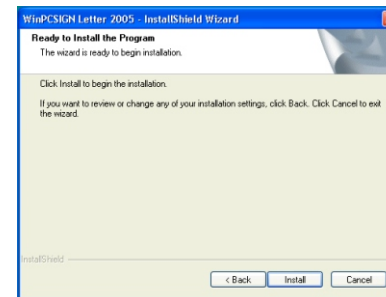 WinPCSIGN Letter 2005 - InstallShield Wizard
Ready to Install the Program
The wizard is ready to begin installation.
Click Install to begin the installation.
If you want to review or change any of your installation settings, click Back. Click Cancel to exit
the wizard.
InstallShield
< Back Install Cancel